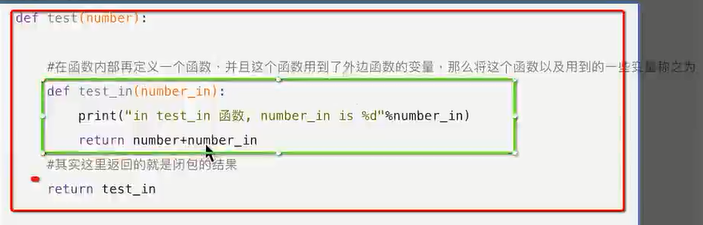 def test(number):
#在函数内部再定义一个函数，并且这个函数用到了外边函数的变量，那么将这个函数以及用到的一些变量称之为
def test_in(number_in):
print("in test_in 函数, number_in is %d"%number_in)
return number+number_in
#其实这里返回的就是闭包的结果
return test_in